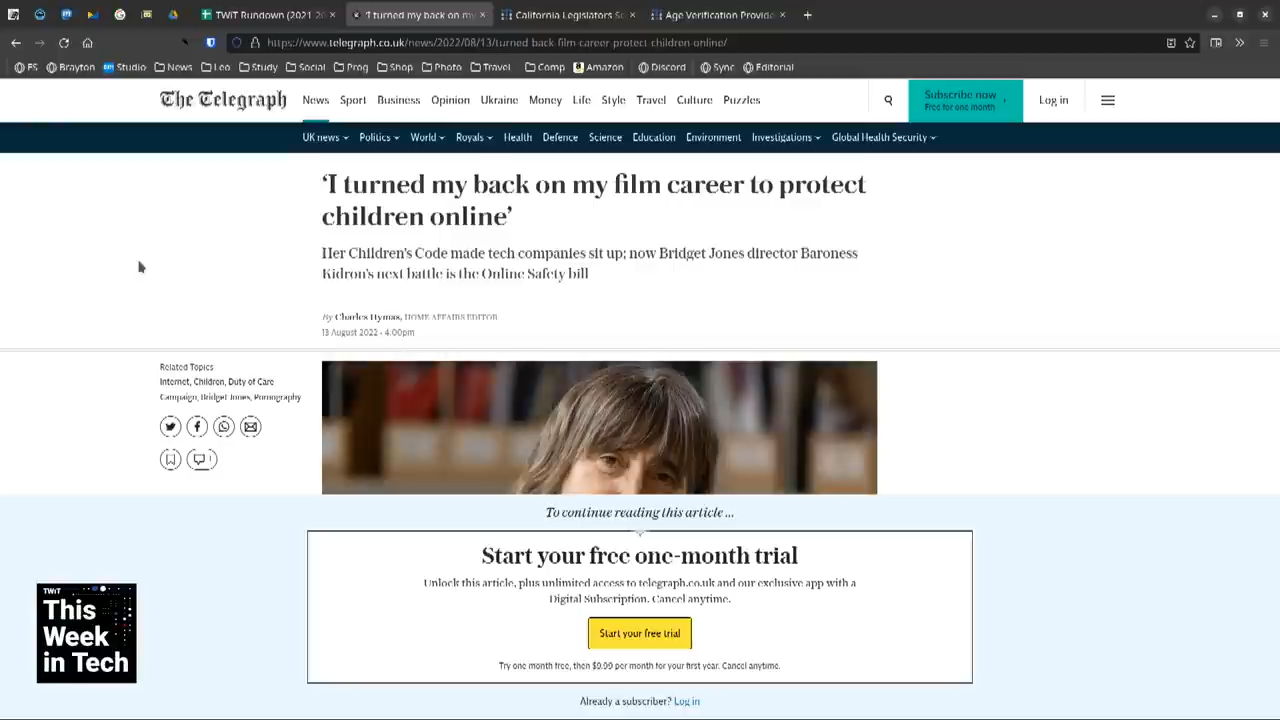 TWiT Rundown (2021 20
'I turned my back on my
California Legislators S
Age Verification Provide
https://www.telegraph.co.uk/news/2022/08/13/turned-back-film-career-protect-children-online/
FS
Brayton
Studio
News
Leo
Study
Social
Prog
Shop
Photo
Travel
Comp
Amazon
Discord
Sync
Editorial
The Telegraph
News Sport Business Opinion Ukraine Money Life Style Travel Culture Puzzles
Subscribe now
Free for one month
Log in
UK news Politics World Royals Health Defence Science Education Environment Investigations Global Health Security
'I turned my back on my film career to protect
children online'
Her Children's Code made tech companies sit up; now Bridget Jones director Baroness
Kidron's next battle is the Online Safety bill
By Charles Hymas, HOME AFFAIRS EDITOR
13 August 2022 • 4:00pm
Related Topics
Internet, Children, Duty of Care
Campaign, Bridget Jones, Pornography
To continue reading this article ...
Start your free one-month trial
Unlock this article, plus unlimited access to telegraph.co.uk and our exclusive app with a
Digital Subscription. Cancel anytime.
Start your free trial
Try one month free, then $9.99 per month for your first year. Cancel anytime.
Already a subscriber? Log in
TWiT
This
Week
in Tech